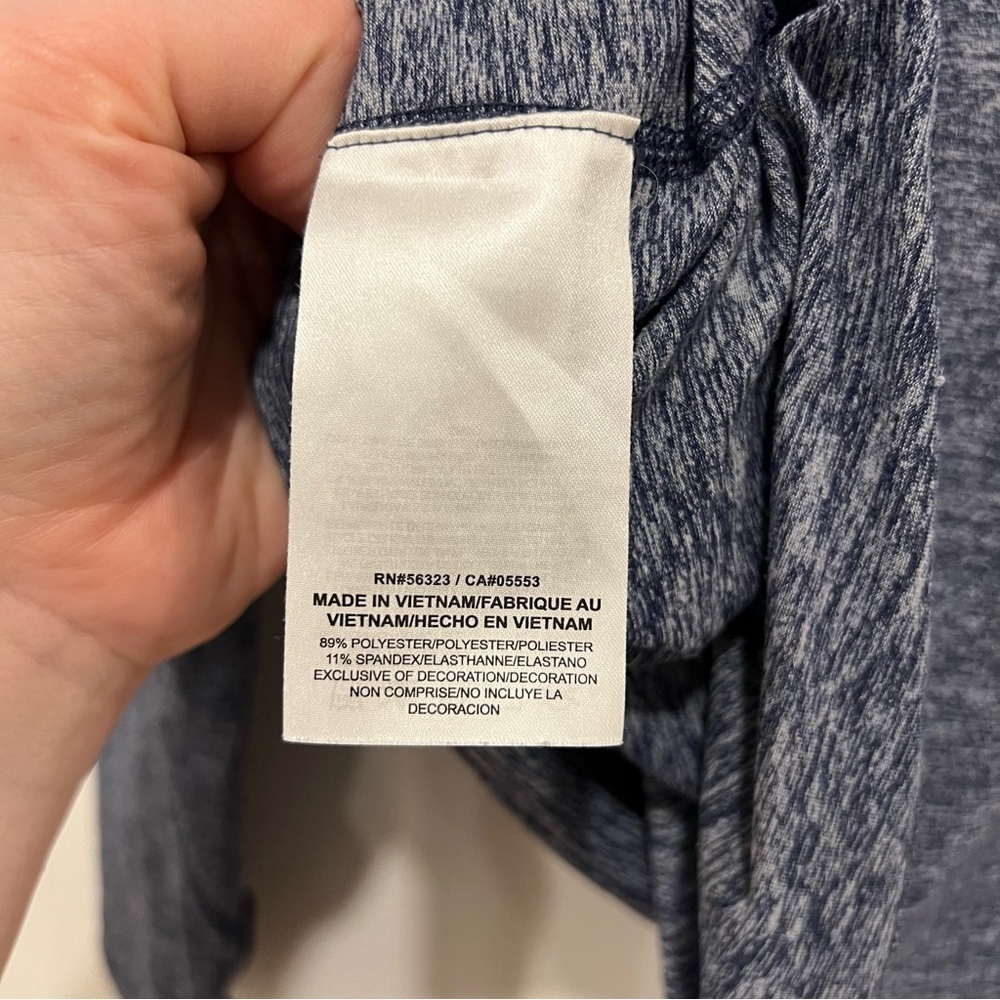 RN#56323 / CA#05553
MADE IN VIETNAM/FABRIQUE AU
VIETNAM/HECHO EN VIETNAM
89% POLYESTER/POLYESTER/POLIESTER
11% SPANDEX/ELASTHANNE/ELASTANO
EXCLUSIVE OF DECORATION/DECORATION
NON COMPRISE/NO INCLUYE LA
DECORACION